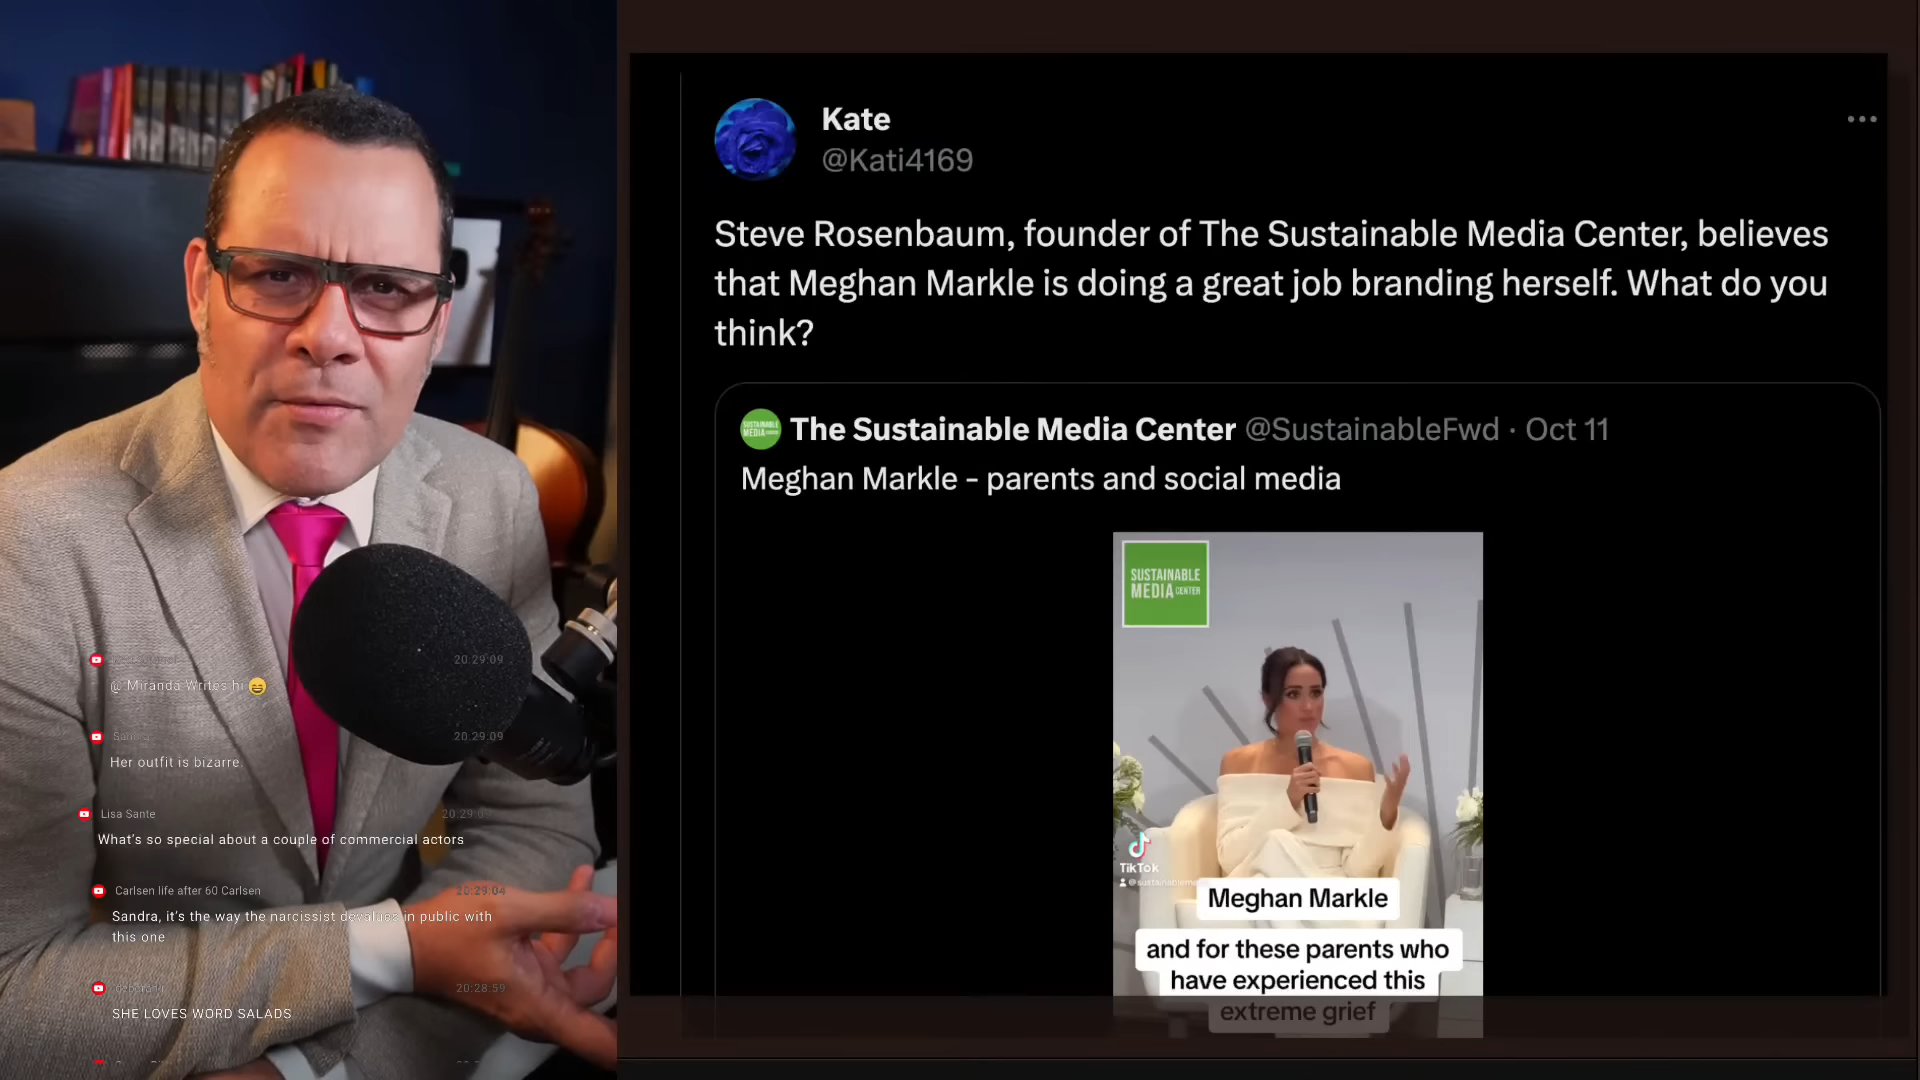 Kate
@Kati4169
Steve Rosenbaum, founder of The Sustainable Media Center, believes
that Meghan Markle is doing a great job branding herself. What do you
think?
The Sustainable Media Center @SustainableFwd · Oct 11
Meghan Markle - parents and social media
SUSTAINABLE
MEDIA CENTER
TikTok
Meghan Markle
and for these parents who
have experienced this
extreme grief
20:29:09
@ Miranda Writes hi 😄
20:29:09
Her outfit is bizarre
Lisa Sante
What's so special about a couple of commercial actors
Carlsen life after 60 Carlsen 20:29:04
Sandra, it's the way the narcissist devalues in public with
this one
20:28:59
SHE LOVES WORD SALADS